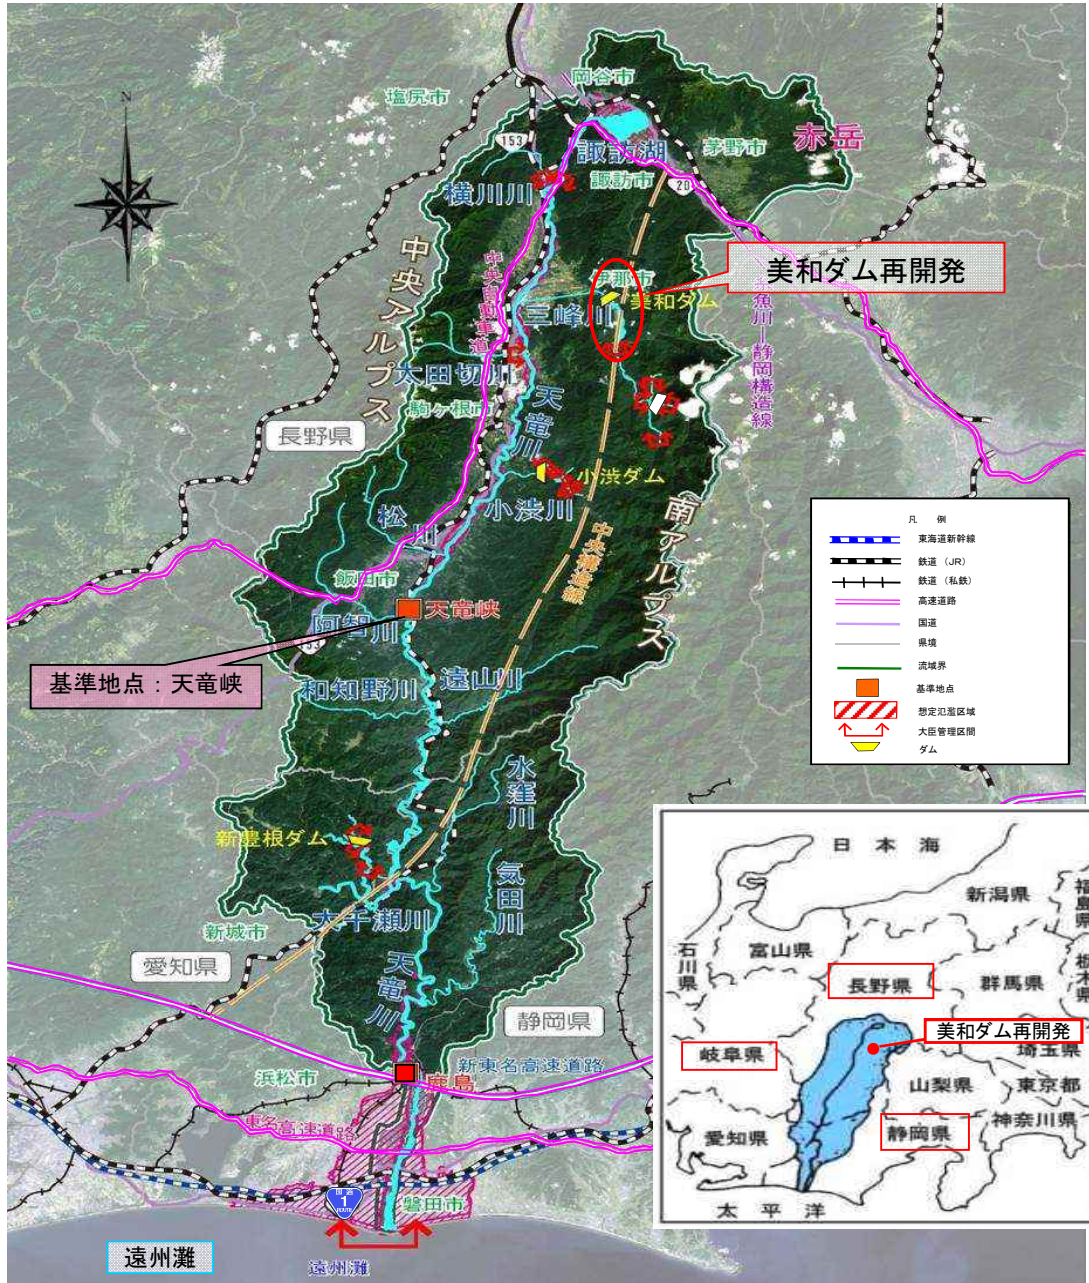 N
岡谷市
塩尻市
赤岳
153
諏訪湖
茅野市
諏訪市
20
横川川
中央アルプス
中央自動車道
伊那市
美和ダム再開発
美和ダム
三峰川
糸魚川―静岡構造線
太田切川
駒ヶ根市
天竜川
長野県
小渋ダム
小渋川
南アルプス
松川
中央構造線
飯田市
天竜峡
阿智川
153
基準地点：天竜峡
遠山川
和知野川
水窪川
新豊根ダム
気田川
大千瀬川
新城市
愛知県
天竜川
静岡県
新東名高速道路
浜松市
鹿島
東名高速道路
国道
1
ROUTE
磐田市
遠州灘
遠州灘
凡 例
東海道新幹線
鉄道（JR）
鉄道（私鉄）
高速道路
国道
県境
流域界
基準地点
想定氾濫区域
大臣管理区間
ダム
日本海
新潟県
福島県
石川県
富山県
栃木県
長野県
群馬県
美和ダム再開発
岐阜県
埼玉県
山梨県
東京都
愛知県
静岡県
神奈川県
太平洋